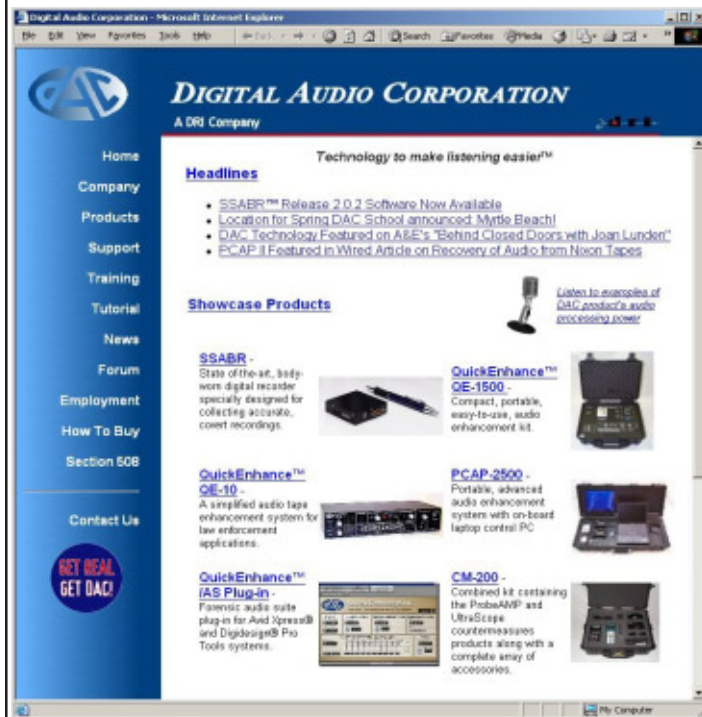 Digital Audio Corporation - Microsoft Internet Explorer
File Edit View Favorites Tools Help
Search Favorites Media
DAC
DIGITAL AUDIO CORPORATION
A DRI Company
dri
Home
Company
Products
Support
Training
Tutorial
News
Forum
Employment
How To Buy
Section 508
Contact Us
GET REAL
GET DAC!
Technology to make listening easier™
Headlines
SSABR™ Release 2.0.2 Software Now Available
Location for Spring DAC School announced: Myrtle Beach!
DAC Technology Featured on A&E's "Behind Closed Doors with Joan Lunden"
PCAP II Featured in Wired Article on Recovery of Audio from Nixon Tapes
Showcase Products
Listen to examples of
DAC product's audio
processing power
SSABR -
State of-the-art, body-
worn digital recorder
specially designed for
collecting accurate,
covert recordings.
QuickEnhance™
QE-1500 -
Compact, portable,
easy-to-use, audio
enhancement kit.
QuickEnhance™
QE-10 -
A simplified audio tape
enhancement system for
law enforcement
applications.
PCAP-2500 -
Portable, advanced
audio enhancement
system with on-board
laptop control PC
QuickEnhance™
iAS Plug-in -
Forensic audio suite
plug-in for Avid Xpress®
and Digidesign® Pro
Tools systems.
CM-200 -
Combined kit containing
the ProbeAMP and
UltraScope
countermeasures
products along with a
complete array of
accessories.
My Computer